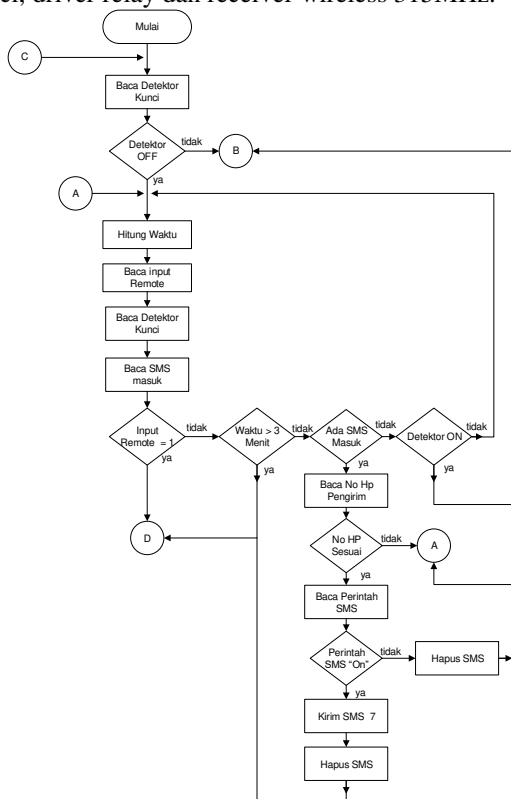 driver relay dan receiver wireless 315MHz.
Mulai
C
Baca Detektor
Kunci
Detektor
OFF
tidak
B
ya
A
Hitung Waktu
Baca input
Remote
Baca Detektor
Kunci
Baca SMS
masuk
Input
Remote = 1
tidak
ya
Waktu > 3
Menit
tidak
ya
Ada SMS
Masuk
tidak
ya
Detektor ON
tidak
ya
Baca No Hp
Pengirim
D
No HP
Sesuai
tidak
A
ya
Baca Perintah
SMS
Perintah
SMS “On”
tidak
Hapus SMS
ya
Kirim SMS 7
Hapus SMS